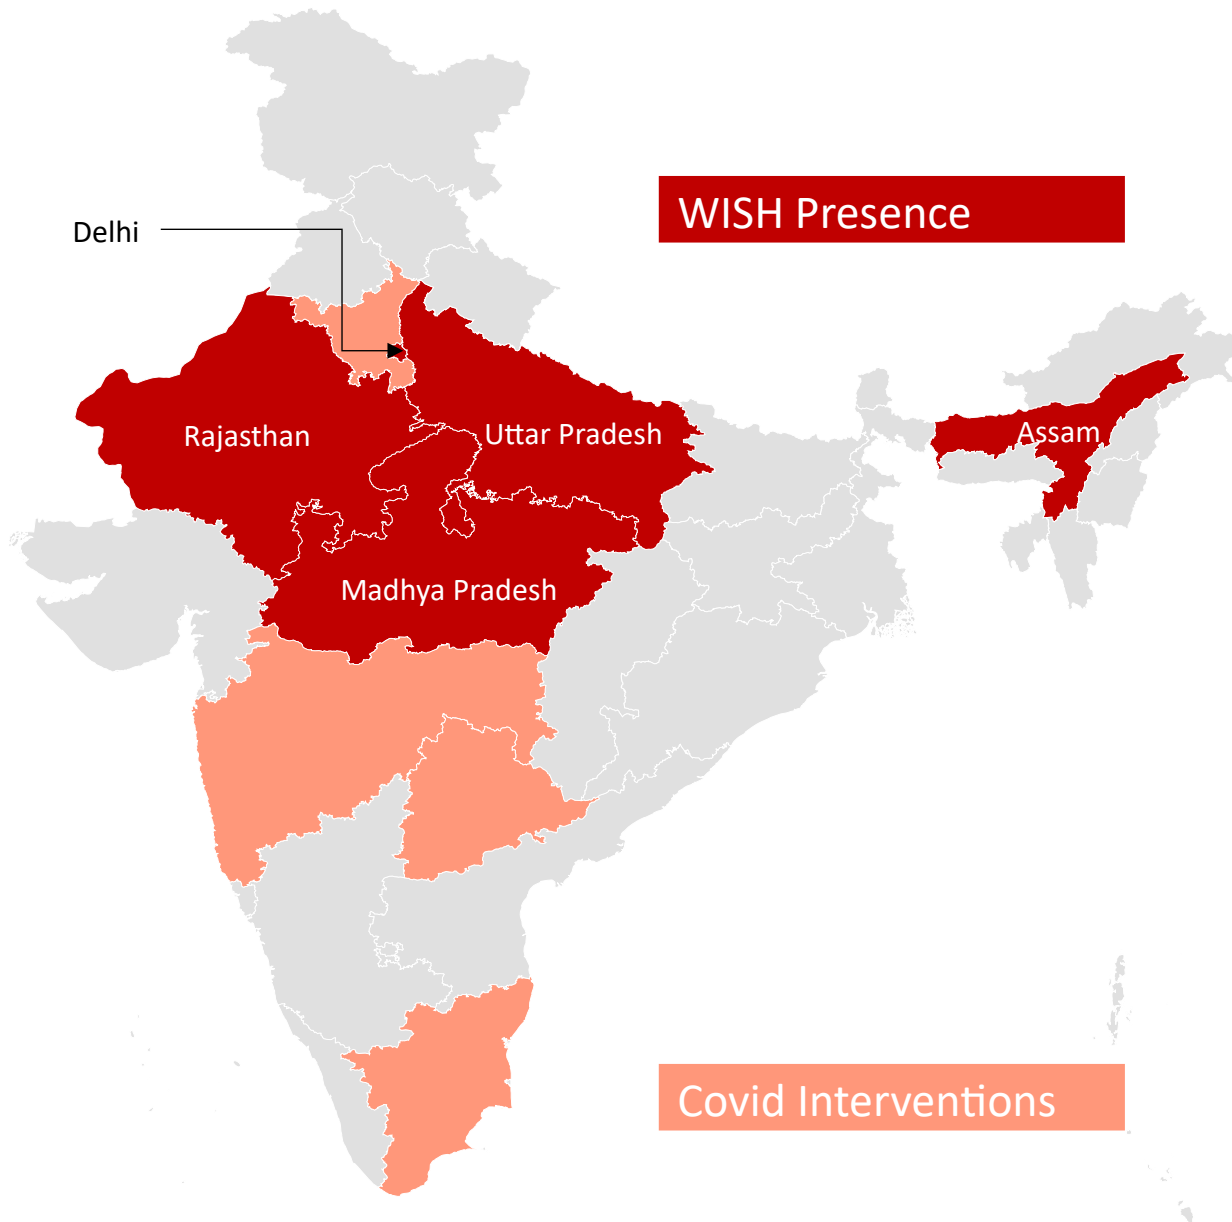 WISH Presence
Delhi
Rajasthan
Uttar Pradesh
Assam
Madhya Pradesh
Covid Interventions